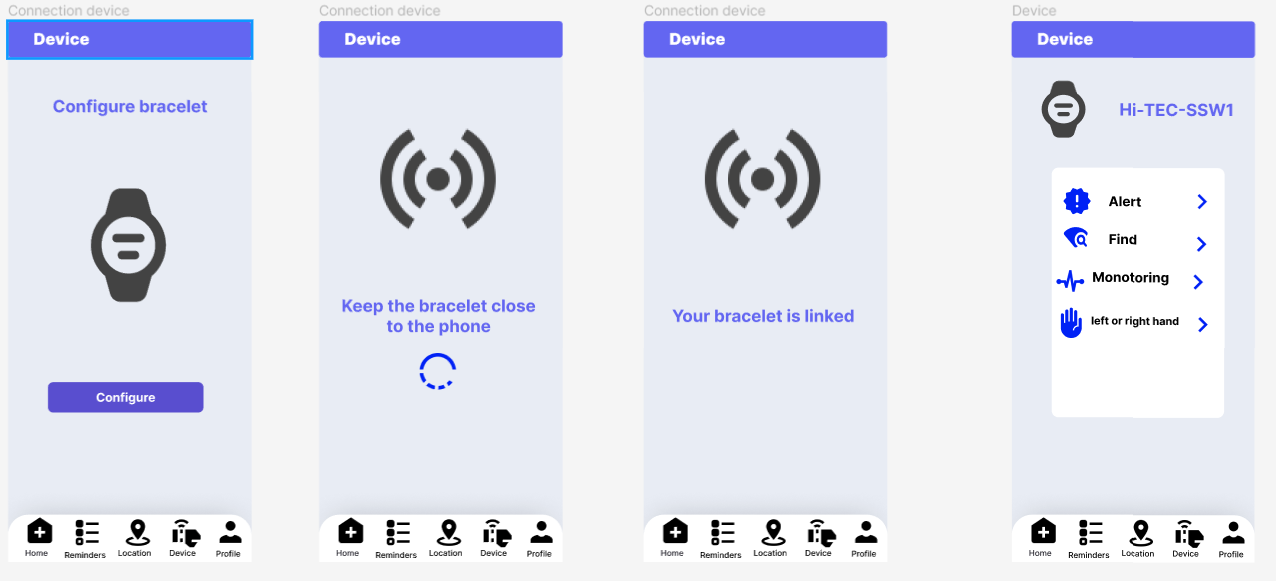 Connection device
Device
Configure bracelet
Configure
Home
Reminders
Location
Device
Profile
Connection device
Device
Keep the bracelet close
to the phone
Home
Reminders
Location
Device
Profile
Connection device
Device
Your bracelet is linked
Home
Reminders
Location
Device
Profile
Device
Device
Hi-TEC-SSW1
Alert
Find
Monotoring
left or right hand
Home
Reminders
Location
Device
Profile